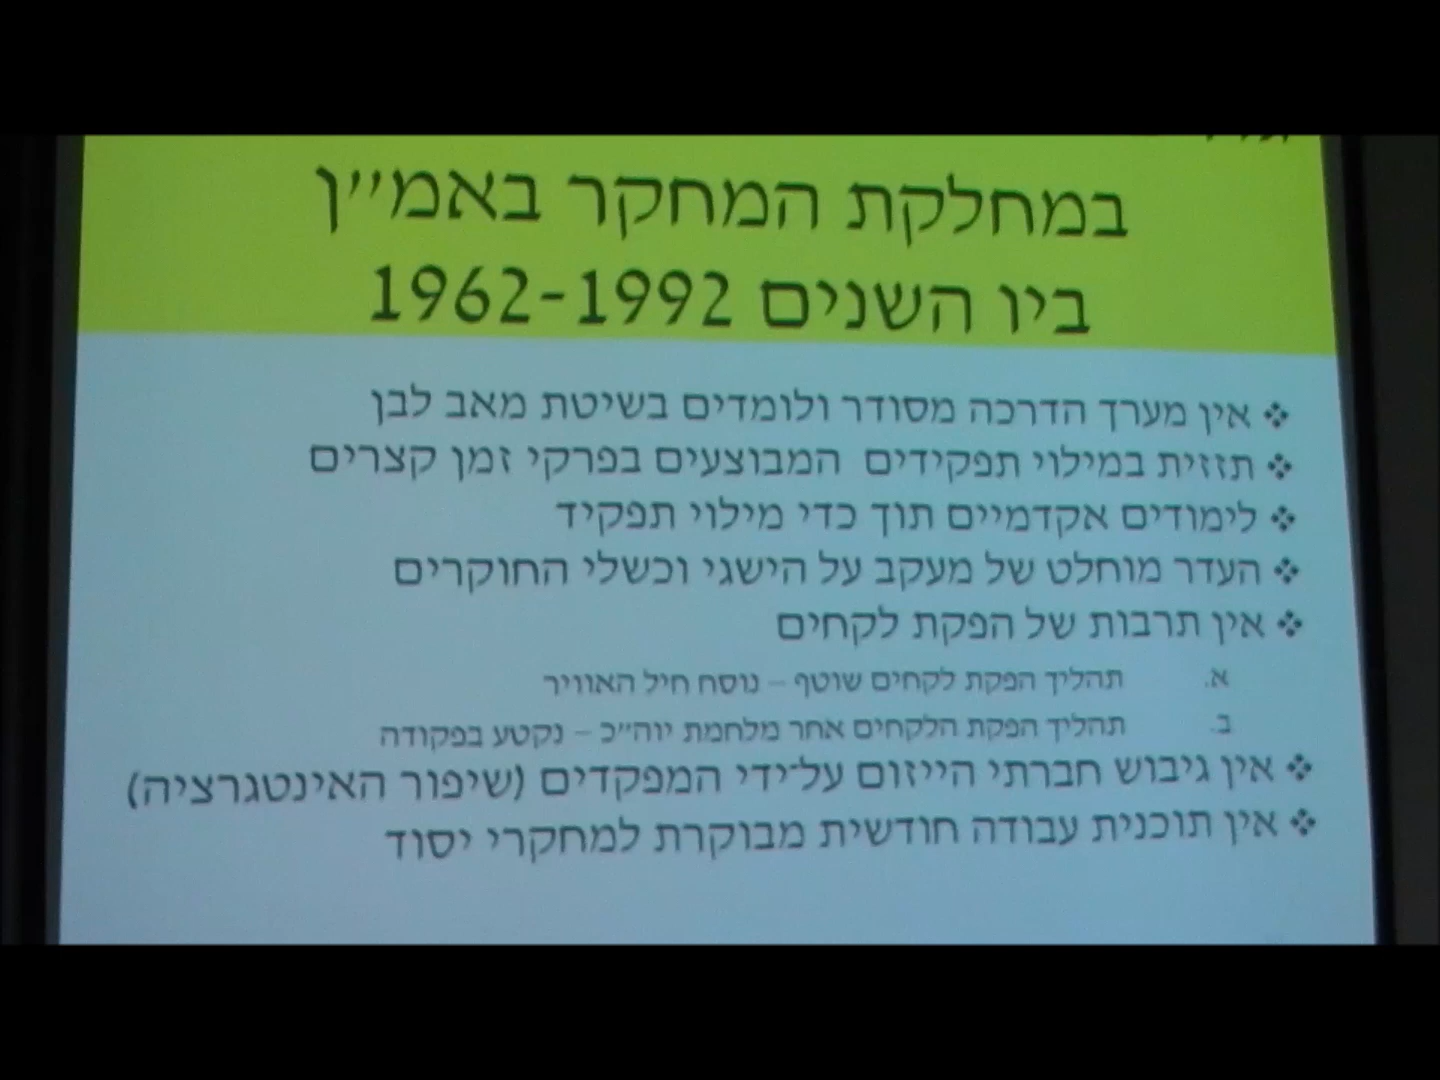 במחלקת המחקר באמ״ן
ביו השנים 1962-1992
❖ אין מערך הדרכה מסודר ולומדים בשיטת מאב לבן
❖ תזזית במילוי תפקידים המבוצעים בפרקי זמן קצרים
❖ לימודים אקדמיים תוך כדי מילוי תפקיד
❖ העדר מוחלט של מעקב על הישגי וכשלי החוקרים
❖ אין תרבות של הפקת לקחים
א. תהליך הפקת לקחים שוטף – נוסח חיל האוויר
ב. תהליך הפקת הלקחים אחר מלחמת יוה״כ – נקטע בפקודה
❖ אין גיבוש חברתי הייזום על־ידי המפקדים (שיפור האינטגרציה)
❖ אין תוכנית עבודה חודשית מבוקרת למחקרי יסוד